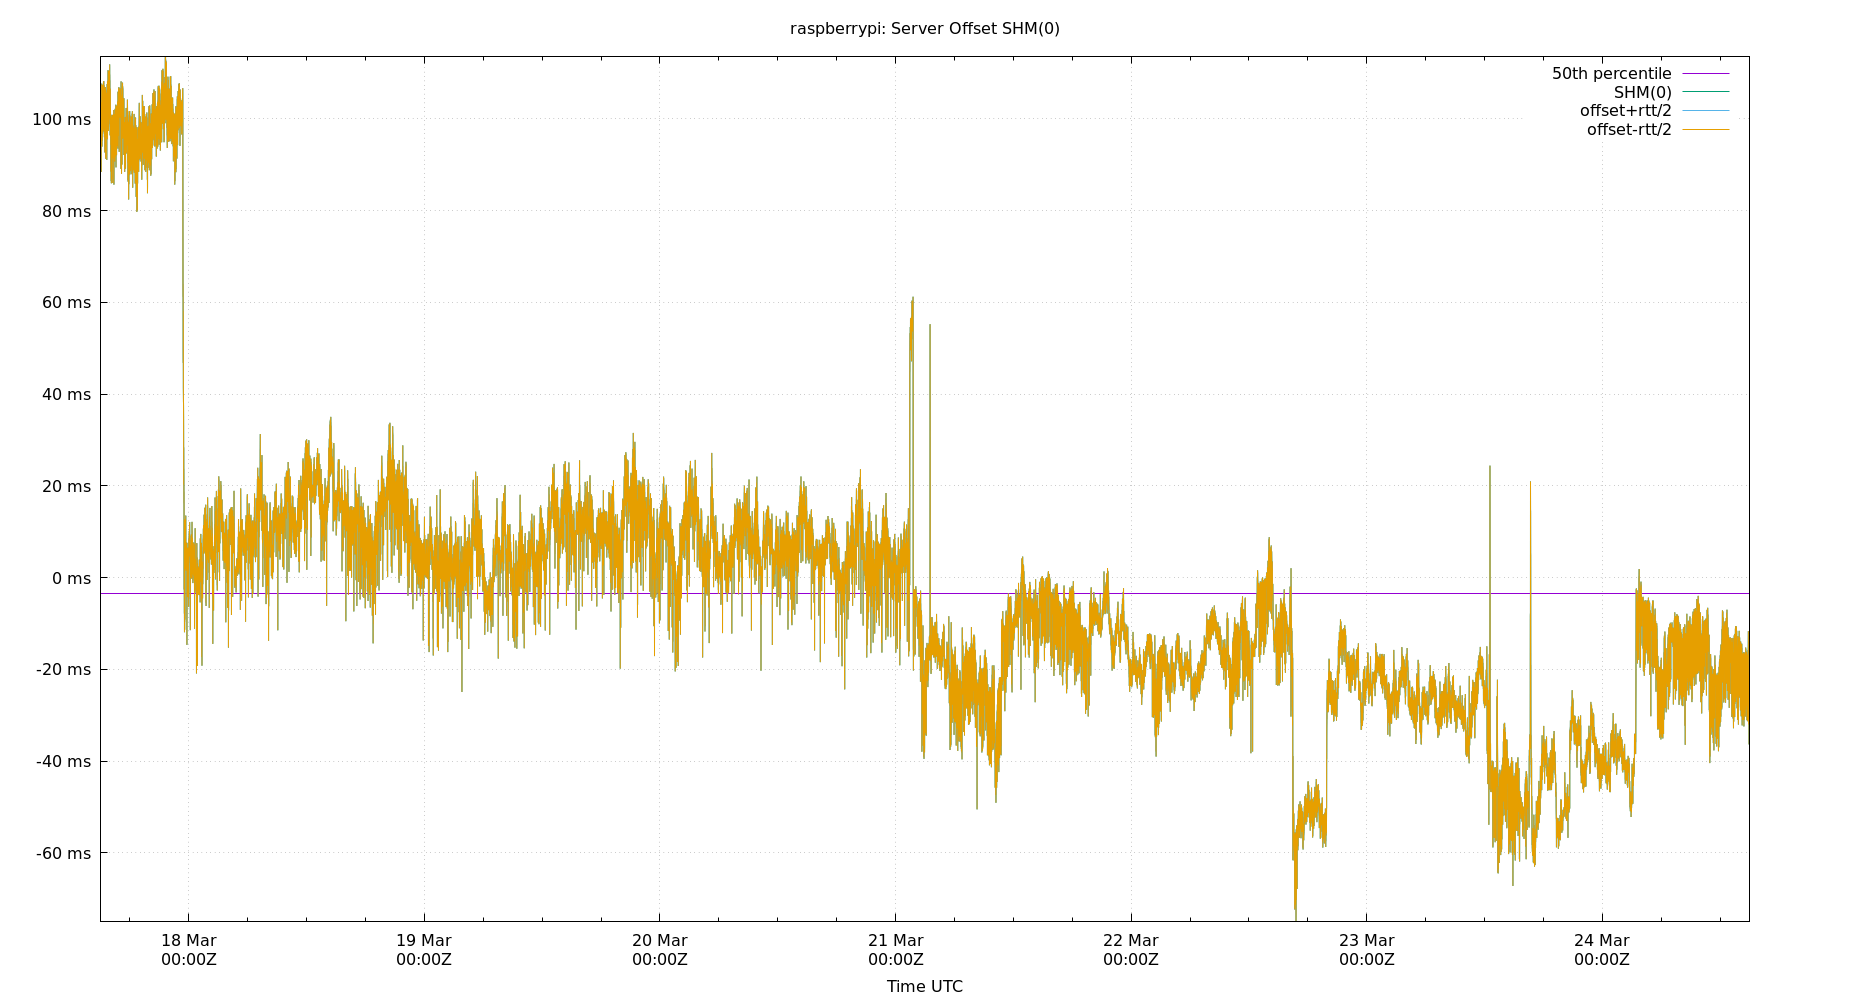 raspberrypi: Server Offset SHM(0)
50th percentile
SHM(0)
offset+rtt/2
offset-rtt/2
100 ms
80 ms
60 ms
40 ms
20 ms
0 ms
-20 ms
-40 ms
-60 ms
18 Mar 19 Mar 20 Mar 21 Mar 22 Mar 23 Mar 24 Mar
00:00Z 00:00Z 00:00Z 00:00Z 00:00Z 00:00Z 00:00Z
Time UTC